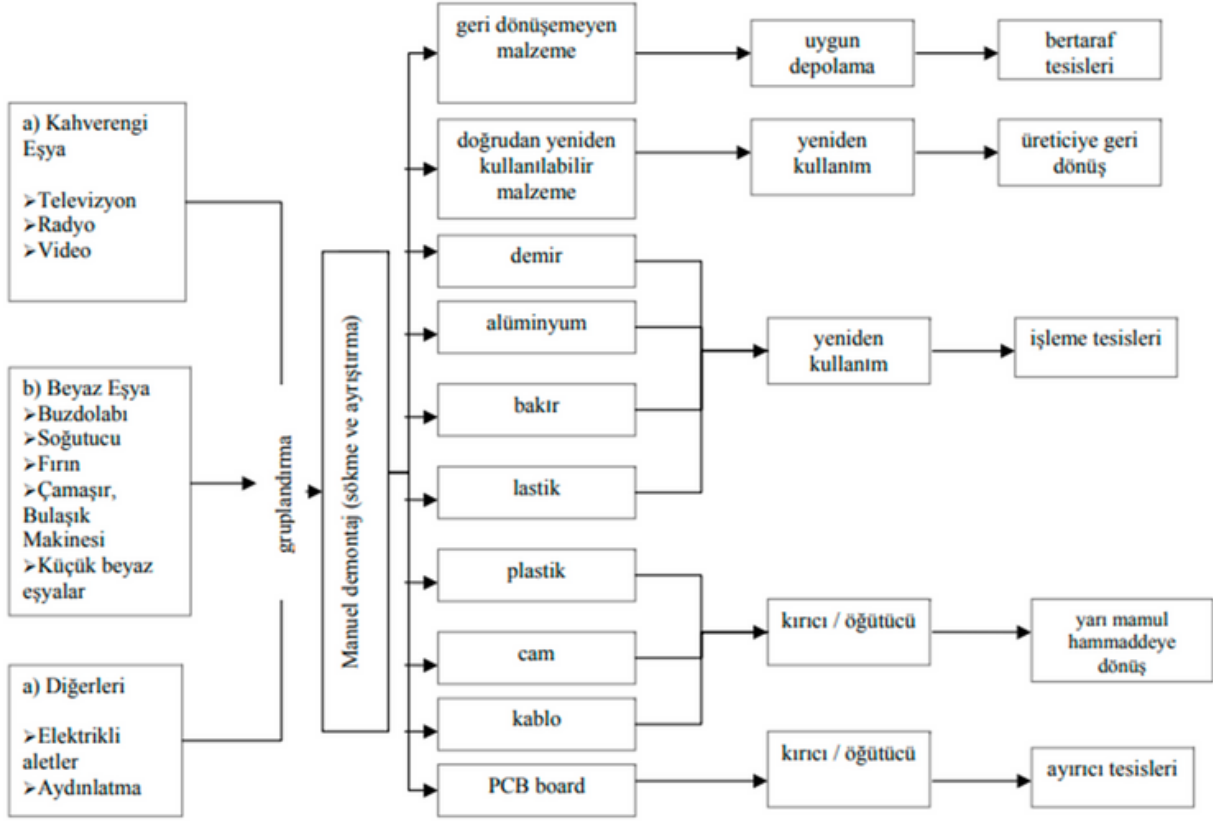 a) Kahverengi
Eşya
➢Televizyon
➢Radyo
➢Video
b) Beyaz Eşya
➢Buzdolabı
➢Soğutucu
➢Fırın
➢Çamaşır,
Bulaşık
Makinesi
➢Küçük beyaz
eşyalar
a) Diğerleri
➢Elektrikli
aletler
➢Aydınlatma
gruplandırma
Manuel demontaj (sökme ve ayrıştırma)
geri dönüşemeyen
malzeme
uygun
depolama
bertaraf
tesisleri
doğrudan yeniden
kullanılabilir
malzeme
yeniden
kullanım
üreticiye geri
dönüş
demir
alüminyum
bakır
lastik
yeniden
kullanım
işleme tesisleri
plastik
cam
kablo
kırıcı / öğütücü
yarı mamul
hammaddeye
dönüş
PCB board
kırıcı / öğütücü
ayırıcı tesisleri